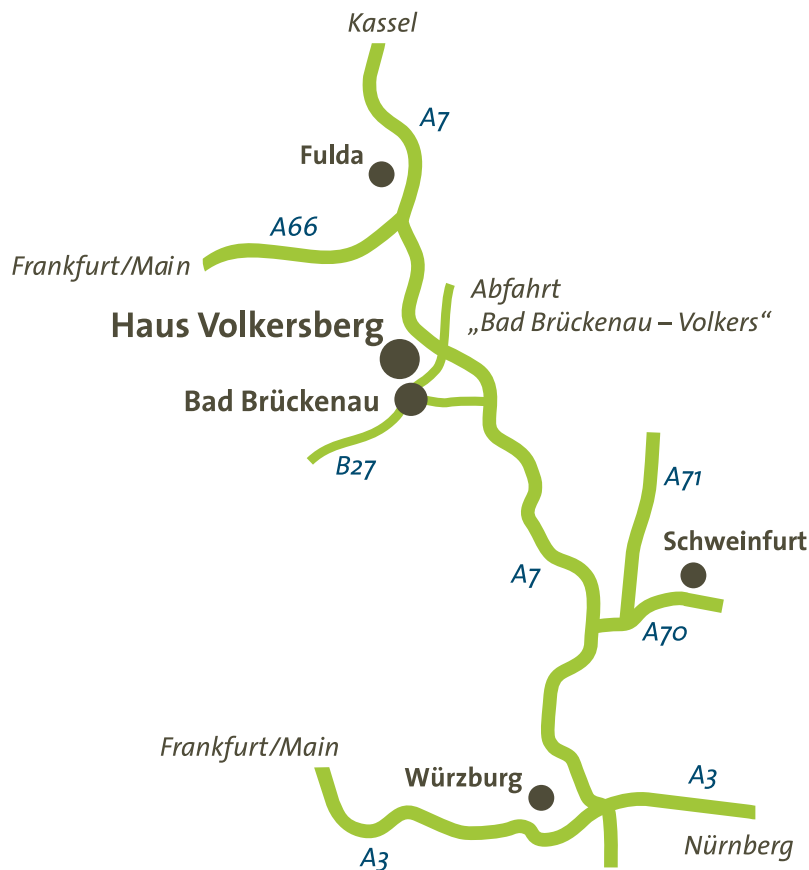 Kassel
A7
Fulda
A66
Frankfurt/Main
Abfahrt
„Bad Brückenau – Volkers“
Haus Volkersberg
Bad Brückenau
B27
A71
Schweinfurt
A7
A70
Frankfurt/Main
Würzburg
A3
Nürnberg
A3